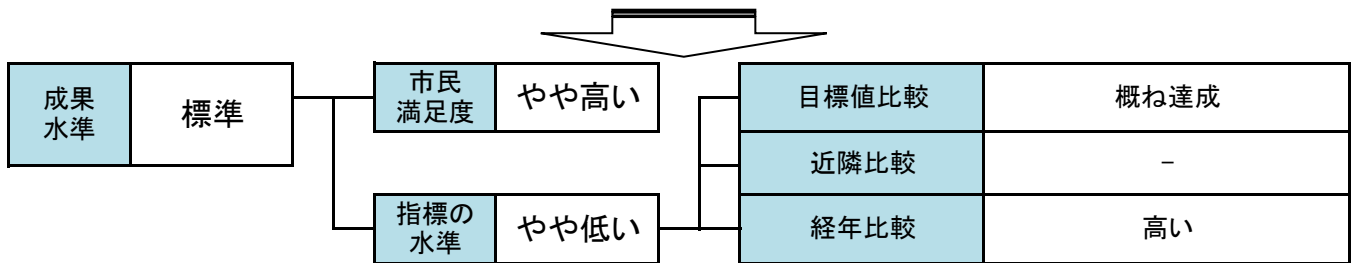 成果
水準
標準
市民
満足度
やや高い
指標の
水準
やや低い
目標値比較
概ね達成
近隣比較
－
経年比較
高い